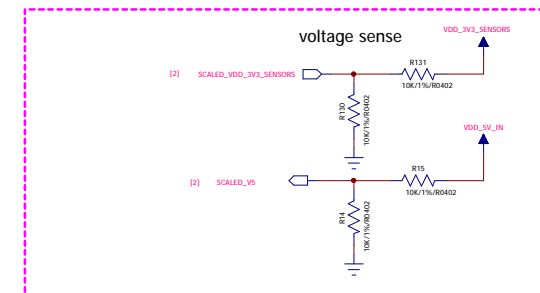 voltage sense
VDD_3V3_SENSORS
R131
[2] SCALED_VDD_3V3_SENSORS
10K/1%/R0402
R130
10K/1%/R0402
VDD_5V_IN
R15
[2] SCALED_V5
10K/1%/R0402
R14
10K/1%/R0402